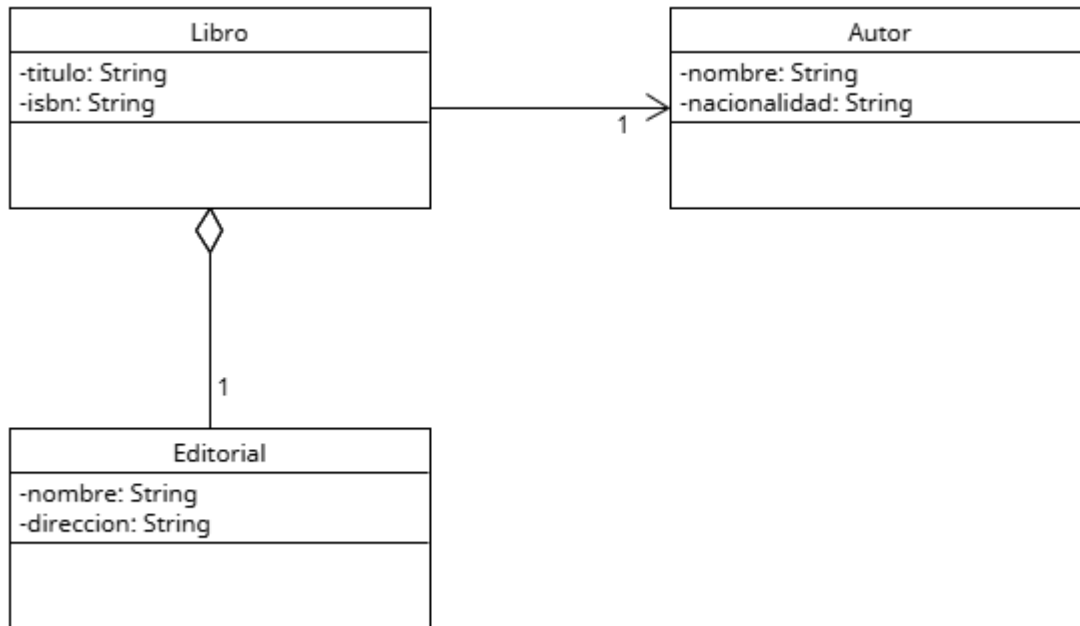 Libro
-titulo: String
-isbn: String
Autor
-nombre: String
-nacionalidad: String
1
1
Editorial
-nombre: String
-direccion: String